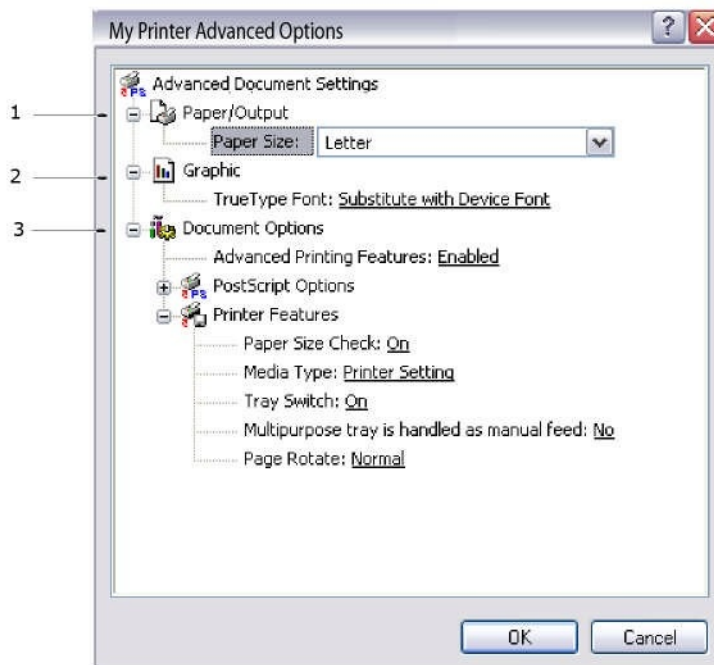 My Printer Advanced Options
?
Advanced Document Settings
1
Paper/Output
Paper Size: Letter
2
Graphic
TrueType Font: Substitute with Device Font
3
Document Options
Advanced Printing Features: Enabled
PostScript Options
Printer Features
Paper Size Check: On
Media Type: Printer Setting
Tray Switch: On
Multipurpose tray is handled as manual feed: No
Page Rotate: Normal
OK
Cancel